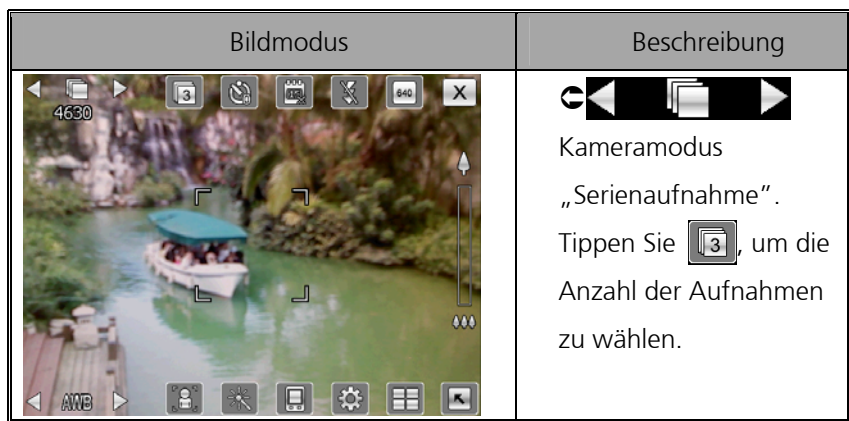 Bildmodus
Beschreibung
3
640
X
4630
AWB
Kameramodus
„Serienaufnahme”.
Tippen Sie 3, um die
Anzahl der Aufnahmen
zu wählen.